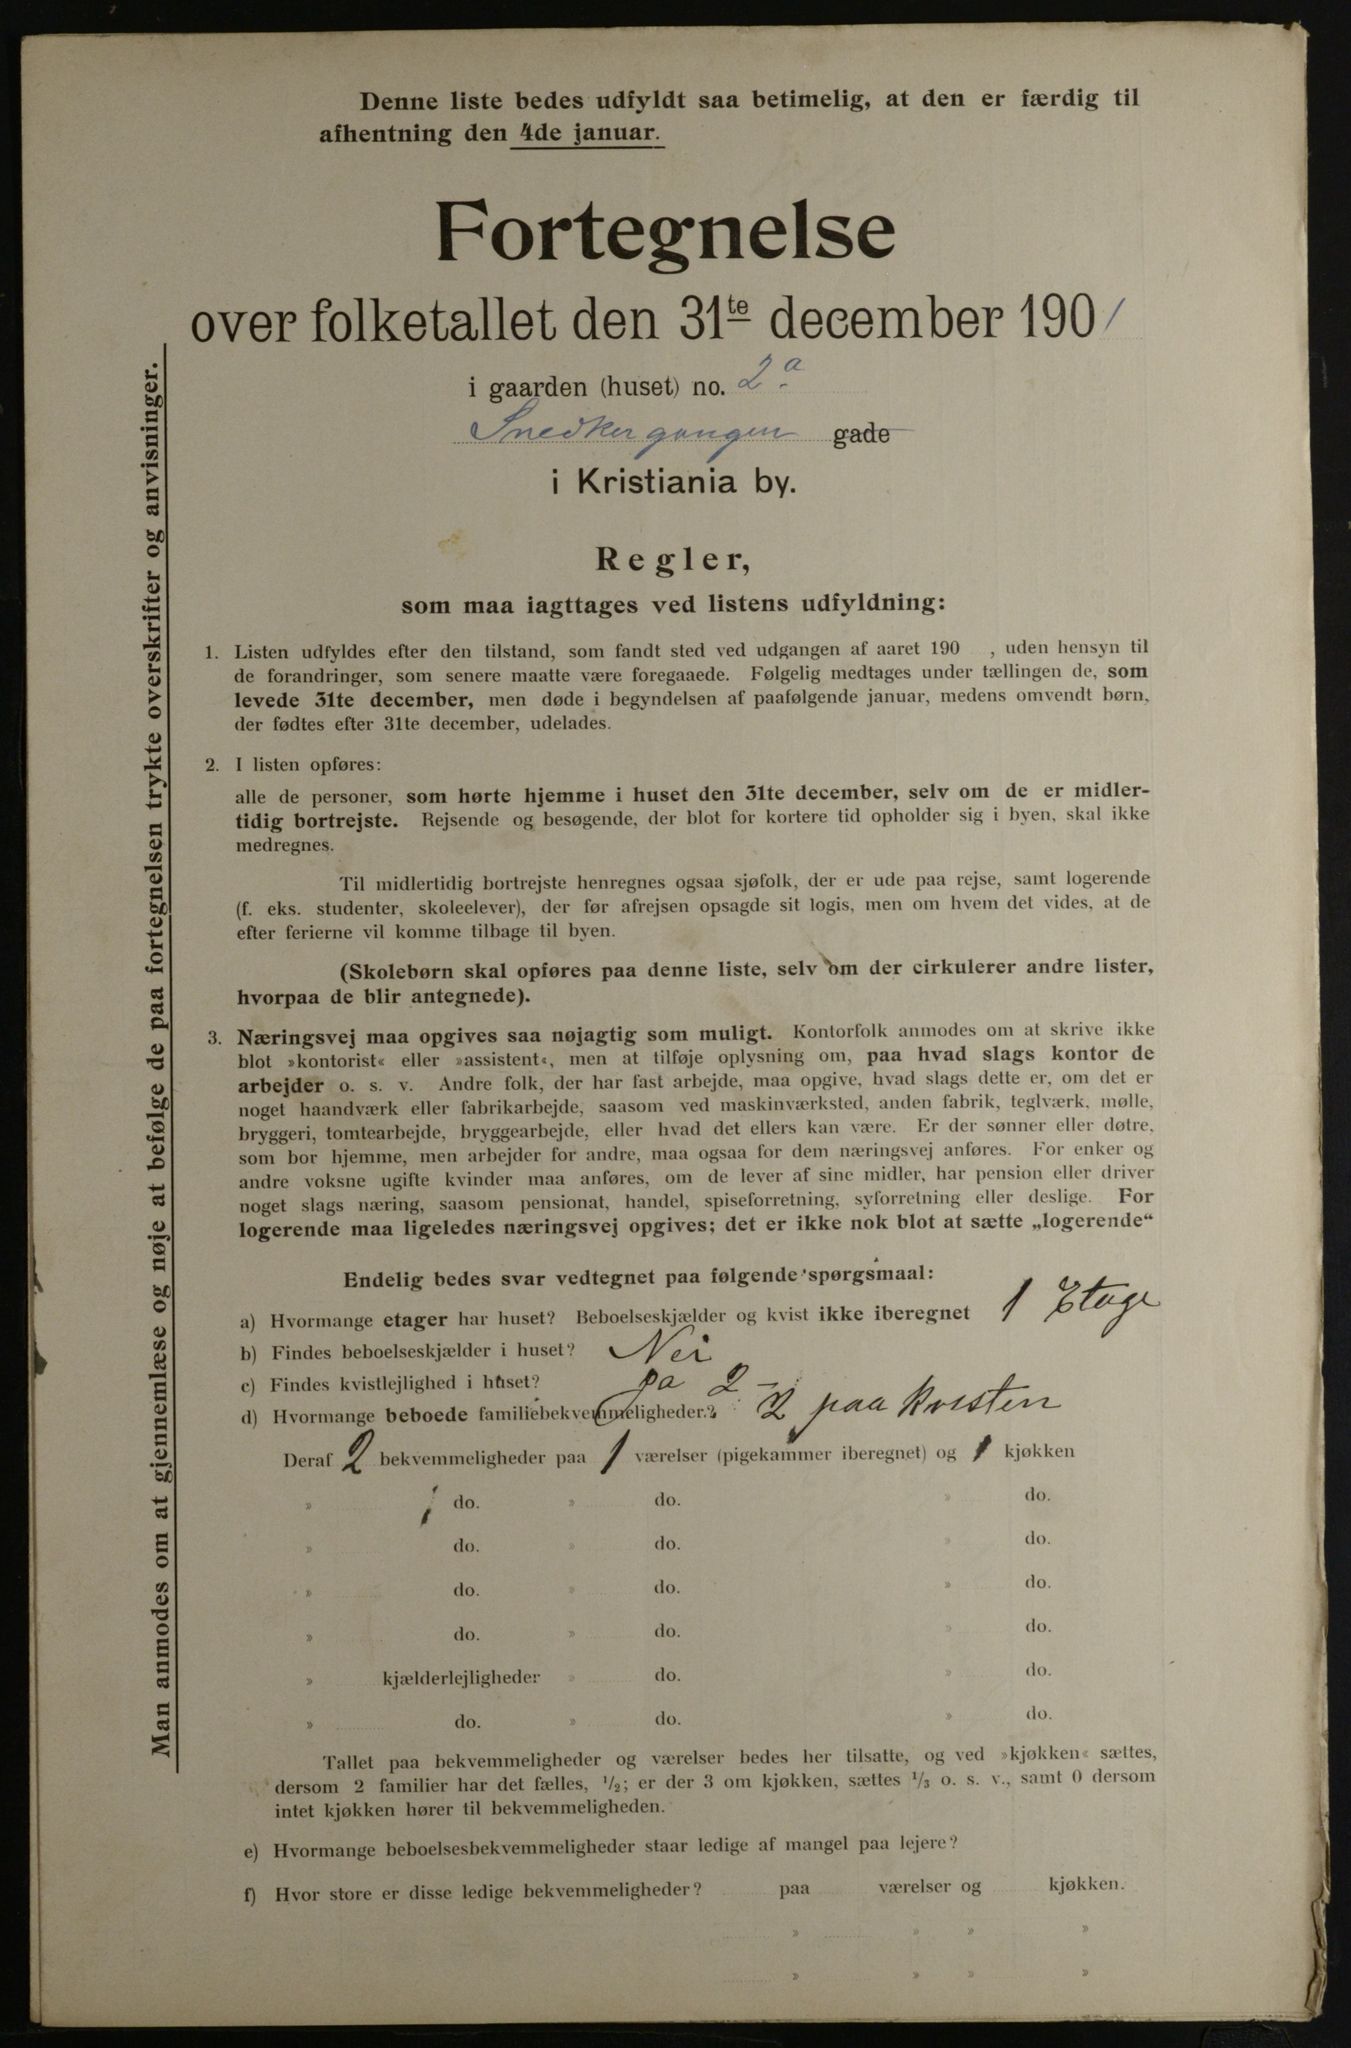 Denne liste bedes udfyldt saa betimelig, at den er færdig til
afhentning den 4de januar.
Fortegnelse
over folketallet den 31te december 1901
i gaarden (huset) no. 2a.
Snedkergangen gade
i Kristiania by.
Regler,
som maa iagttages ved listens udfyldning:
1. Listen udfyldes efter den tilstand, som fandt sted ved udgangen af aaret 190 , uden hensyn til
de forandringer, som senere maatte være foregaaede. Følgelig medtages under tællingen de, som
levede 31te december, men døde i begyndelsen af paafølgende januar, medens omvendt børn,
der fødtes efter 31te december, udelades.
2. I listen opføres:
alle de personer, som hørte hjemme i huset den 31te december, selv om de er midler-
tidig bortrejste. Rejsende og besøgende, der blot for kortere tid opholder sig i byen, skal ikke
medregnes.
Til midlertidig bortrejste henregnes ogsaa sjøfolk, der er ude paa rejse, samt logerende
(f. eks. studenter, skoleelever), der før afrejsen opsagde sit logis, men om hvem det vides, at de
efter ferierne vil komme tilbage til byen.
(Skolebørn skal opføres paa denne liste, selv om der cirkulerer andre lister,
hvorpaa de blir antegnede).
3. Næringsvej maa opgives saa nøjagtig som muligt. Kontorfolk anmodes om at skrive ikke
blot »kontorist« eller »assistent«, men at tilføje oplysning om, paa hvad slags kontor de
arbejder o. s. v. Andre folk, der har fast arbejde, maa opgive, hvad slags dette er, om det er
noget haandværk eller fabrikarbejde, saasom ved maskinværksted, anden fabrik, teglværk, mølle,
bryggeri, tomtearbejde, bryggearbejde, eller hvad det ellers kan være. Er der sønner eller døtre,
som bor hjemme, men arbejder for andre, maa ogsaa for dem næringsvej anføres. For enker og
andre voksne ugifte kvinder maa anføres, om de lever af sine midler, har pension eller driver
noget slags næring, saasom pensionat, handel, spiseforretning, syforretning eller deslige. For
logerende maa ligeledes næringsvej opgives; det er ikke nok blot at sætte „logerende“
Endelig bedes svar vedtegnet paa følgende spørgsmaal:
a) Hvormange etager har huset? Beboelseskjælder og kvist ikke iberegnet 1 Etage
b) Findes beboelseskjælder i huset? Nei
c) Findes kvistlejlighed i huset? ja 2
d) Hvormange beboede familiebekvemmeligheder? 2 paa kvisten
Deraf 2 bekvemmeligheder paa 1 værelser (pigekammer iberegnet) og 1 kjøkken
» do. » do. » do.
» do. » do. » do.
» do. » do. » do.
» do. » do. » do.
» kjælderlejligheder » do. » do.
» do. » do. » do.
Tallet paa bekvemmeligheder og værelser bedes her tilsatte, og ved »kjøkken« sættes,
dersom 2 familier har det fælles, 1/2; er der 3 om kjøkken, sættes 1/3 o. s. v., samt 0 dersom
intet kjøkken hører til bekvemmeligheden.
e) Hvormange beboelsesbekvemmeligheder staar ledige af mangel paa lejere?
f) Hvor store er disse ledige bekvemmeligheder? paa værelser og kjøkken.
» » » »
» » » »
Man anmodes om at gjennemlæse og nøje at befølge de paa fortegnelsen trykte overskrifter og anvisninger.